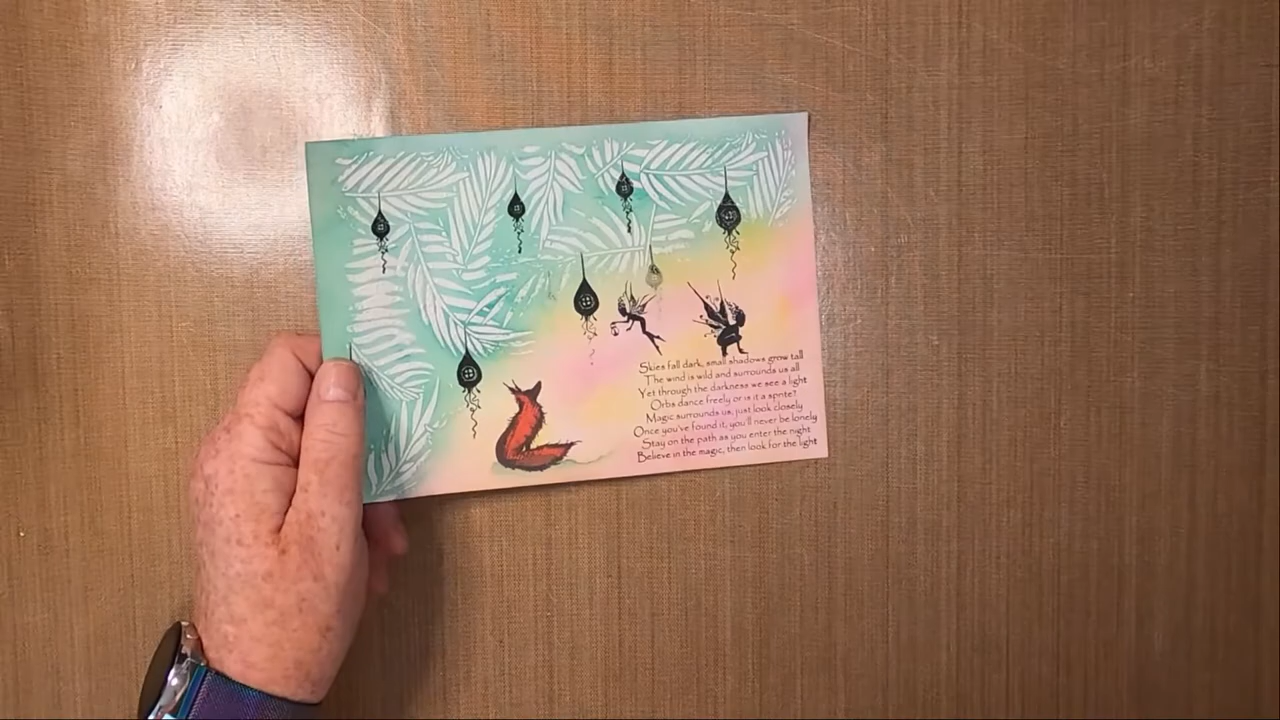 Skies fall dark, small shadows grow tall
The wind is wild and surrounds us all
Yet through the darkness we see a light
Orbs dance freely or is it a sprite?
Magic surrounds us, just look closely
Once you've found it, you'll never be lonely
Stay on the path as you enter the night
Believe in the magic, then look for the light